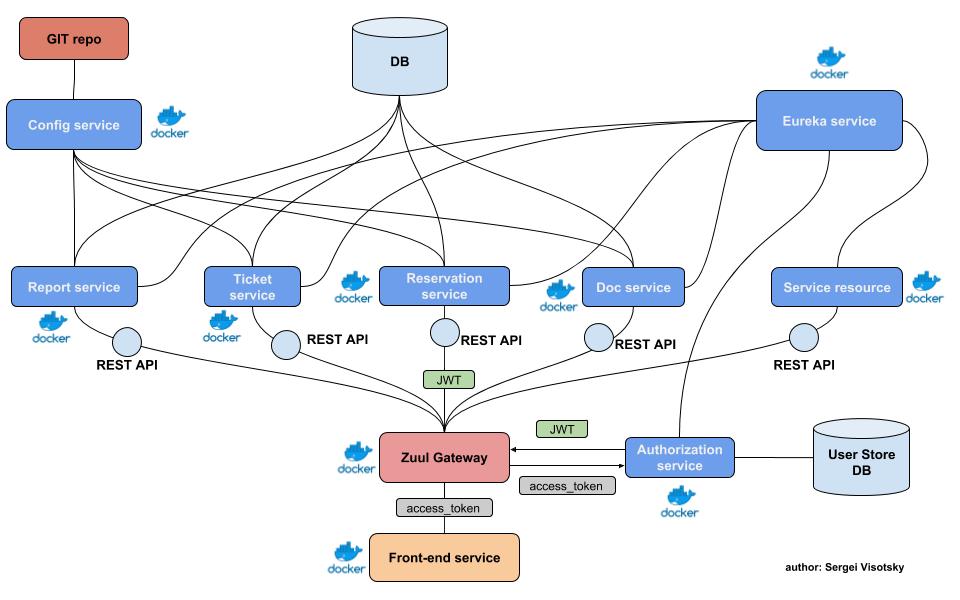 GIT repo
DB
docker
Config service
docker
Eureka service
Report service
docker
Ticket
service
docker
docker
Reservation
service
docker
Doc service
Service resource
docker
REST API
REST API
REST API
REST API
REST API
JWT
JWT
docker
Zuul Gateway
access_token
Authorization
service
docker
User Store
DB
access_token
docker
Front-end service
author: Sergei Visotsky